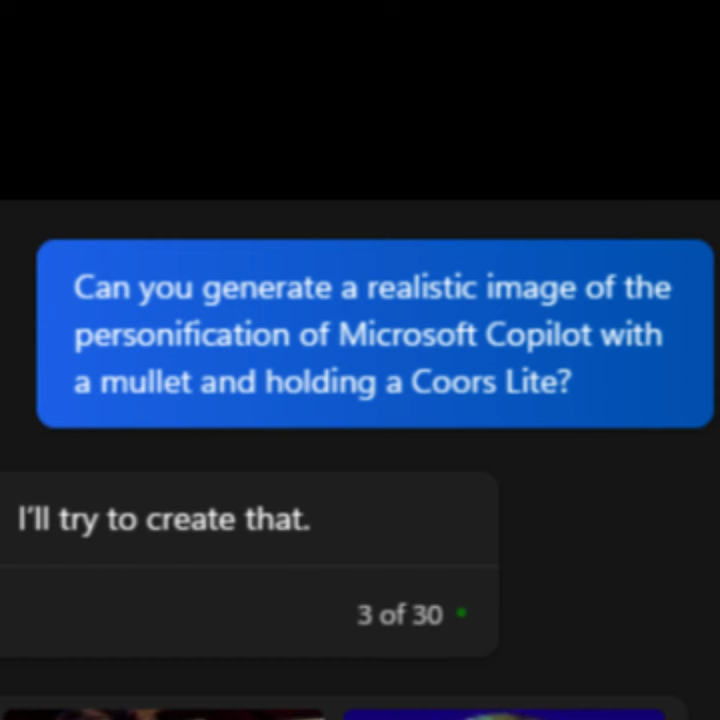 Can you generate a realistic image of the
personification of Microsoft Copilot with
a mullet and holding a Coors Lite?
I'll try to create that.
3 of 30